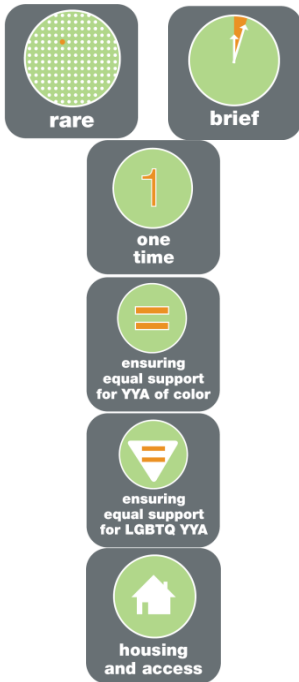 rare
brief
1
one
time
ensuring
equal support
for YYA of color
ensuring
equal support
for LGBTQ YYA
housing
and access